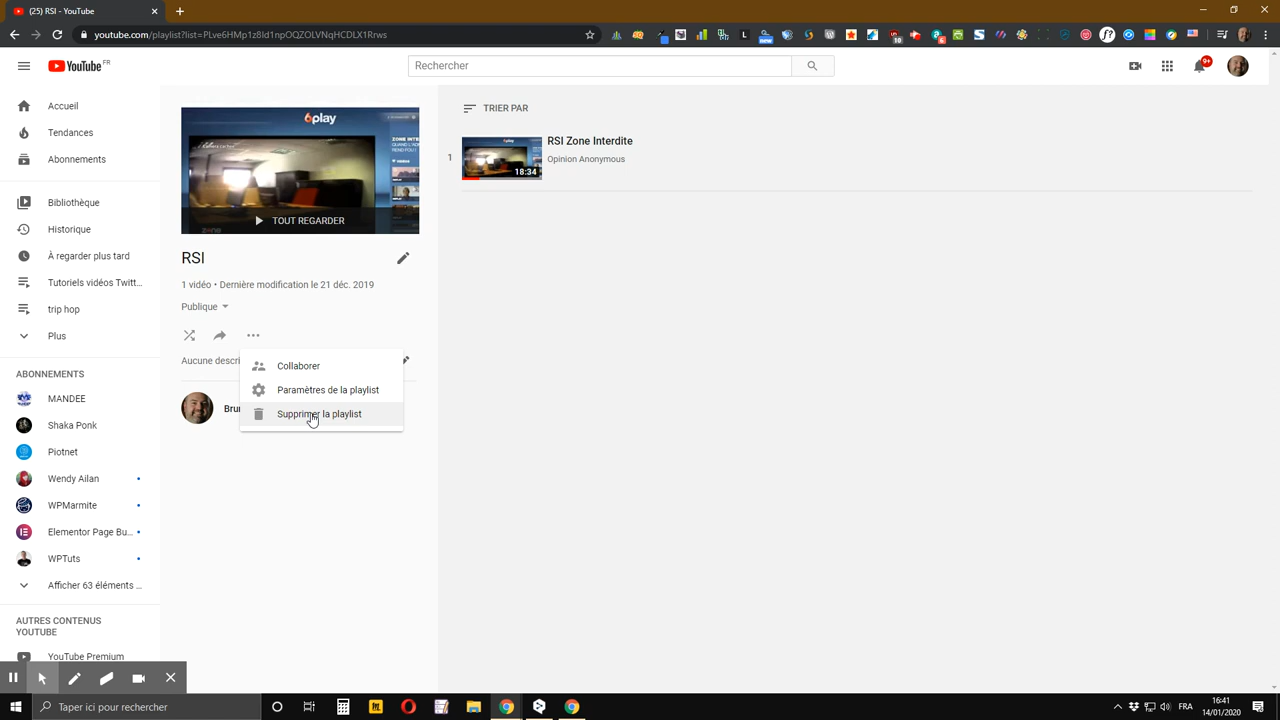 (25) RSI - YouTube
youtube.com/playlist?list=PLve6HMp1z8Id1npOQZOLVNqHCDLX1Rrws
YouTube FR
Rechercher
9+
Accueil
Tendances
Abonnements
Bibliothèque
Historique
À regarder plus tard
Tutoriels vidéos Twitt...
trip hop
Plus
ABONNEMENTS
MANDEE
Shaka Ponk
Piotnet
Wendy Ailan
WPMarmite
Elementor Page Bu...
WPTuts
Afficher 63 éléments ...
AUTRES CONTENUS
YOUTUBE
YouTube Premium
6play
TOUT REGARDER
RSI
1 vidéo • Dernière modification le 21 déc. 2019
Publique
Aucune descri
Collaborer
Paramètres de la playlist
Supprimer la playlist
Bru
TRIER PAR
1
18:34
RSI Zone Interdite
Opinion Anonymous
Taper ici pour rechercher
FRA
16:41
14/01/2020